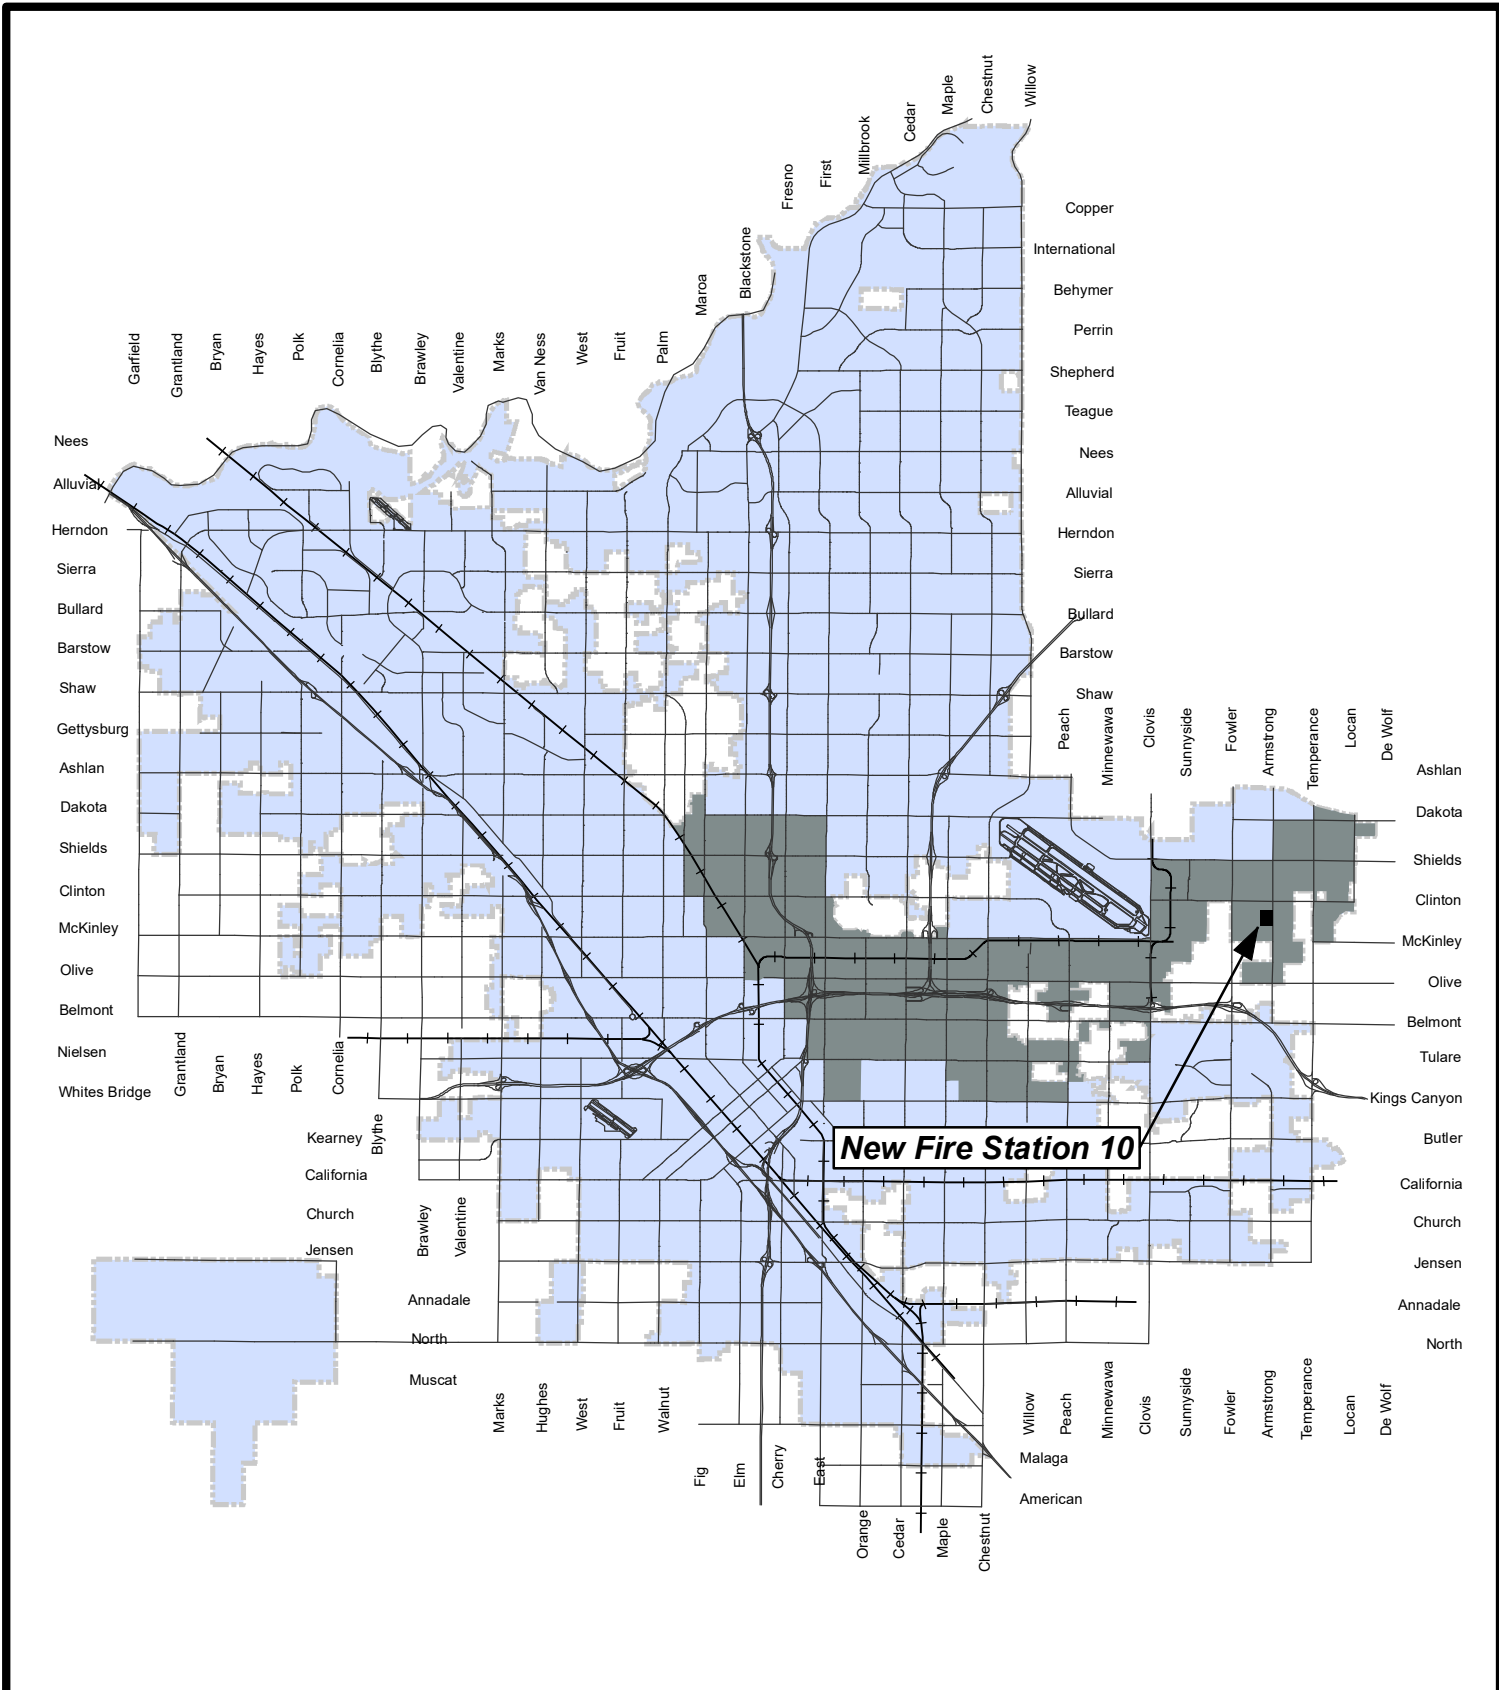 Chestnut
Willow
Maple
Cedar
Millbrook
First
Fresno
Blackstone
Maroa
Copper
International
Behymer
Perrin
Shepherd
Teague
Nees
Alluvial
Herndon
Sierra
Bullard
Barstow
Shaw
Garfield
Grantland
Bryan
Hayes
Polk
Cornelia
Blythe
Brawley
Valentine
Marks
Van Ness
West
Fruit
Palm
Nees
Alluvial
Herndon
Sierra
Bullard
Barstow
Shaw
Gettysburg
Ashlan
Dakota
Shields
Clinton
McKinley
Olive
Belmont
Nielsen
Whites Bridge
Peach
Minnewawa
Clovis
Sunnyside
Fowler
Armstrong
Temperance
Locan
De Wolf
Ashlan
Dakota
Shields
Clinton
McKinley
Olive
Belmont
Tulare
Kings Canyon
Butler
California
Church
Jensen
Annadale
North
Grantland
Bryan
Hayes
Polk
Cornelia
Blythe
Kearney
California
Church
Jensen
Brawley
Valentine
New Fire Station 10
Annadale
North
Muscat
Marks
Hughes
West
Fruit
Walnut
Fig
Elm
Cherry
East
Orange
Cedar
Maple
Chestnut
Willow
Peach
Minnewawa
Clovis
Sunnyside
Fowler
Armstrong
Temperance
Locan
De Wolf
Malaga
American